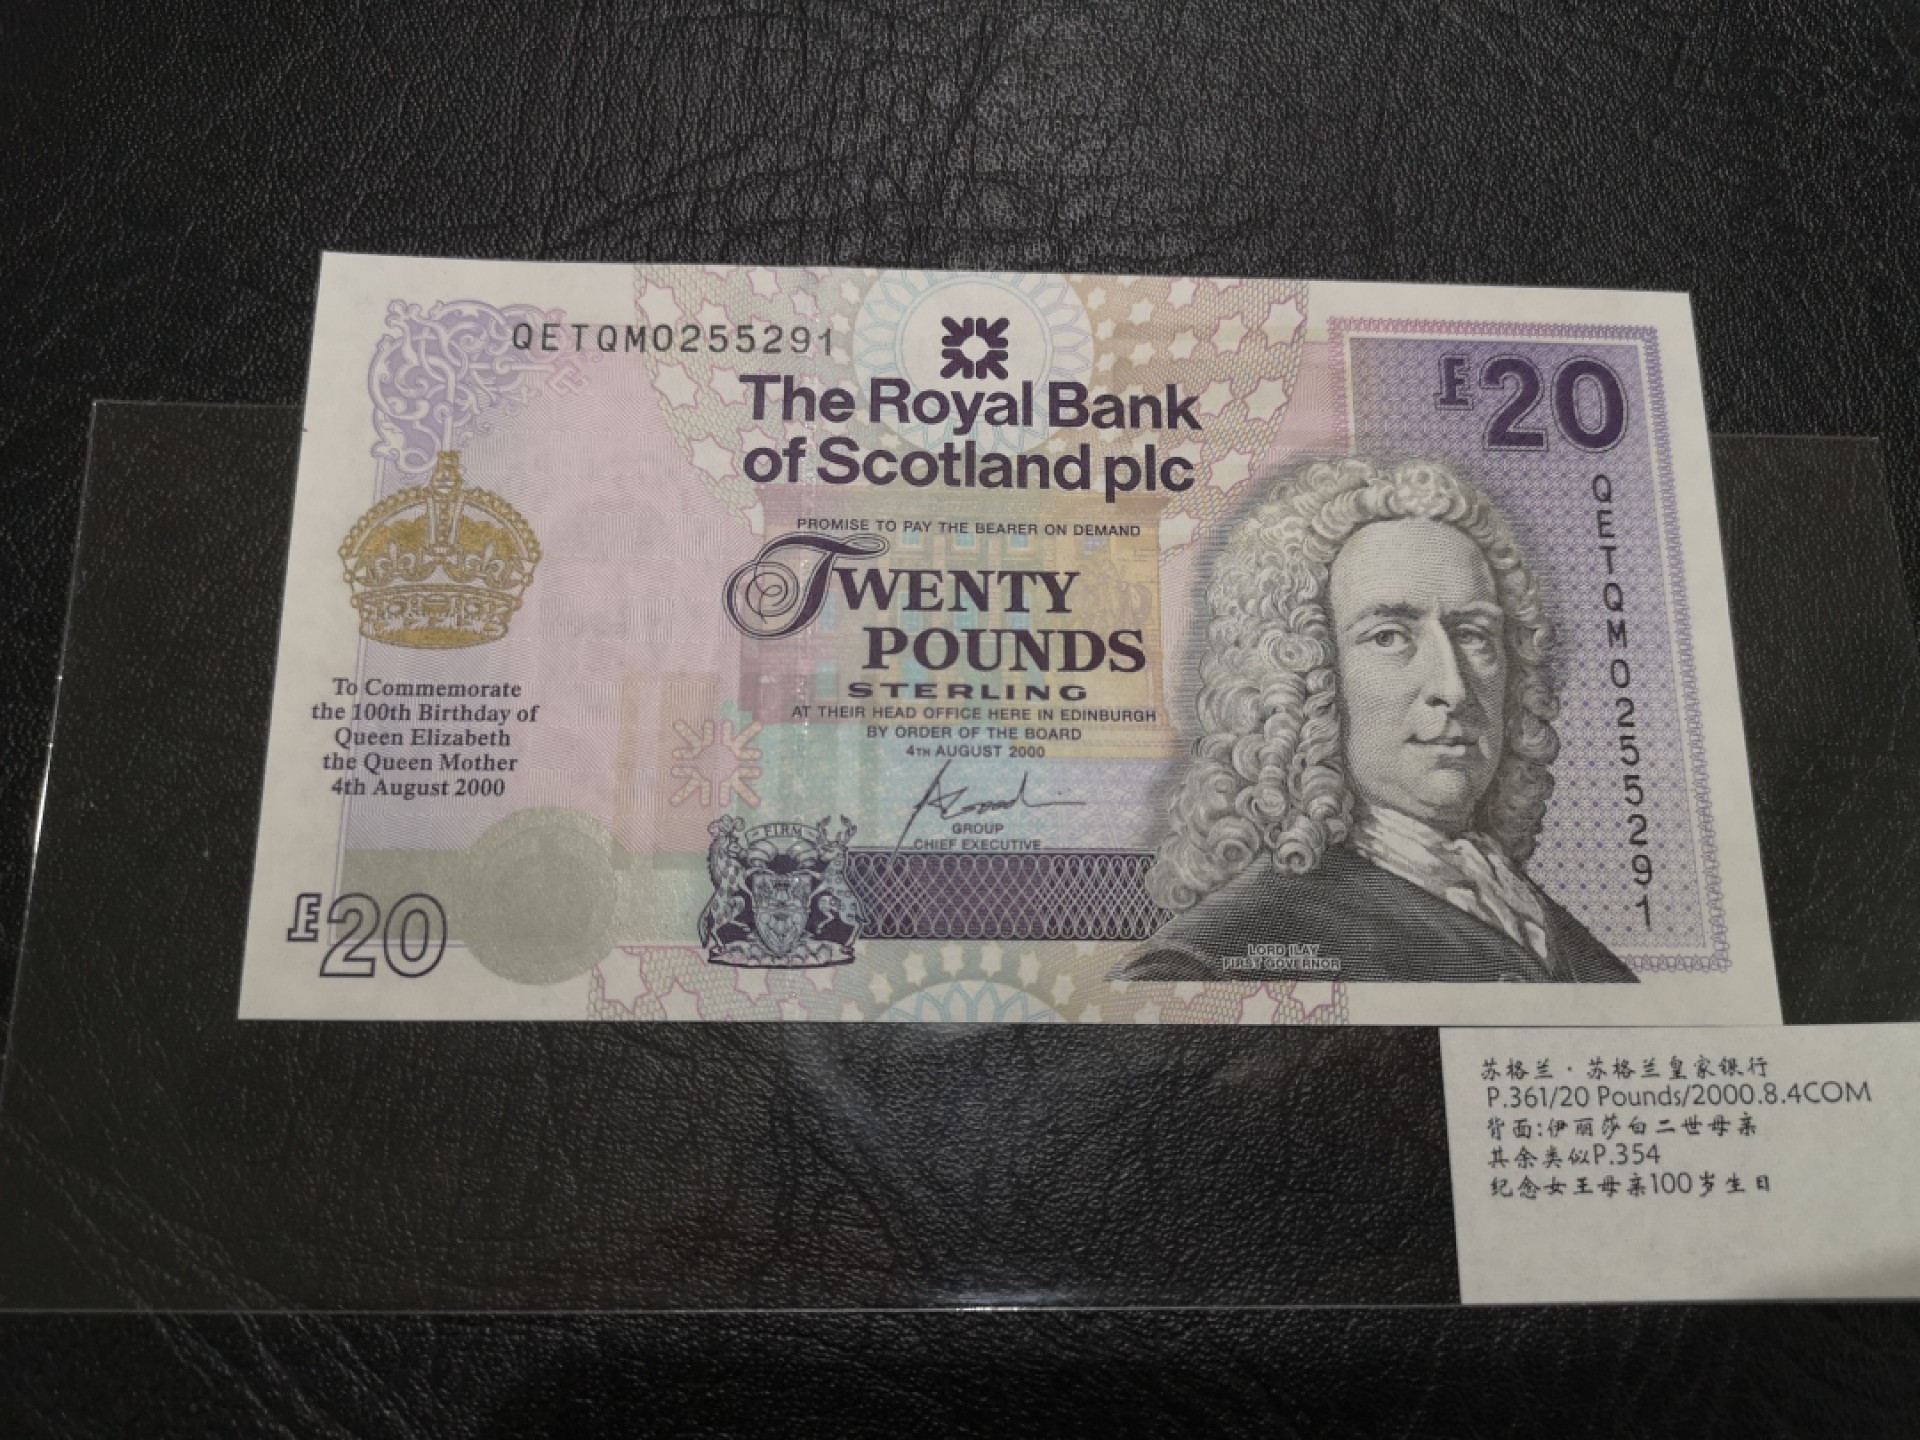 QETQM0255291
The Royal Bank
of Scotland plc
£20
PROMISE TO PAY THE BEARER ON DEMAND
TWENTY
POUNDS
STERLING
AT THEIR HEAD OFFICE HERE IN EDINBURGH
BY ORDER OF THE BOARD
4TH AUGUST 2000
GROUP
CHIEF EXECUTIVE
To Commemorate
the 100th Birthday of
Queen Elizabeth
the Queen Mother
4th August 2000
£20
FIRM
LORD ILAY
FIRST GOVERNOR
QETQM0255291
苏格兰·苏格兰皇家银行
P.361/20 Pounds/2000.8.4COM
背面:伊丽莎白二世母亲
其余类似P.354
纪念女王母亲100岁生日